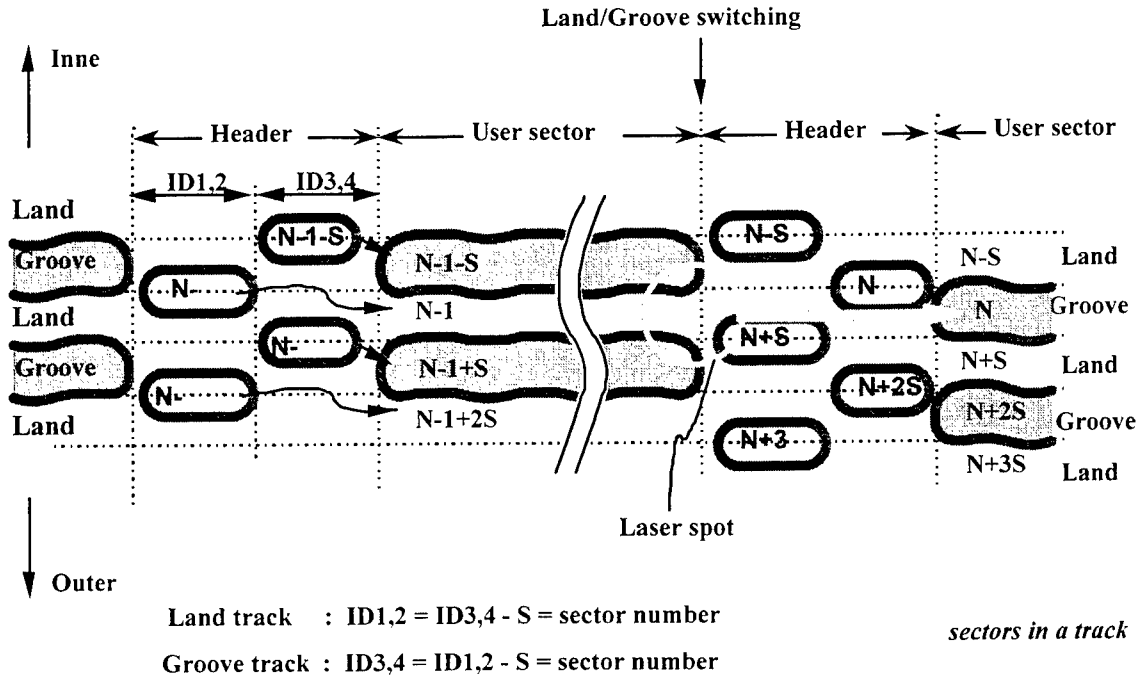 Land/Groove switching
Inne
Header
User sector
Header
User sector
ID1,2
ID3,4
Land
N-1-S
N-S
N-S
Land
Groove
N-1-S
N-
N-
N
Groove
Land
N-1
N-
N+S
N+S
Land
Groove
N-1+S
N-
N+2S
N+2S
Groove
Land
N-1+2S
N+3
N+3S
Land
Laser spot
Outer
Land track : ID1,2 = ID3,4 - S = sector number
sectors in a track
Groove track : ID3,4 = ID1,2 - S = sector number